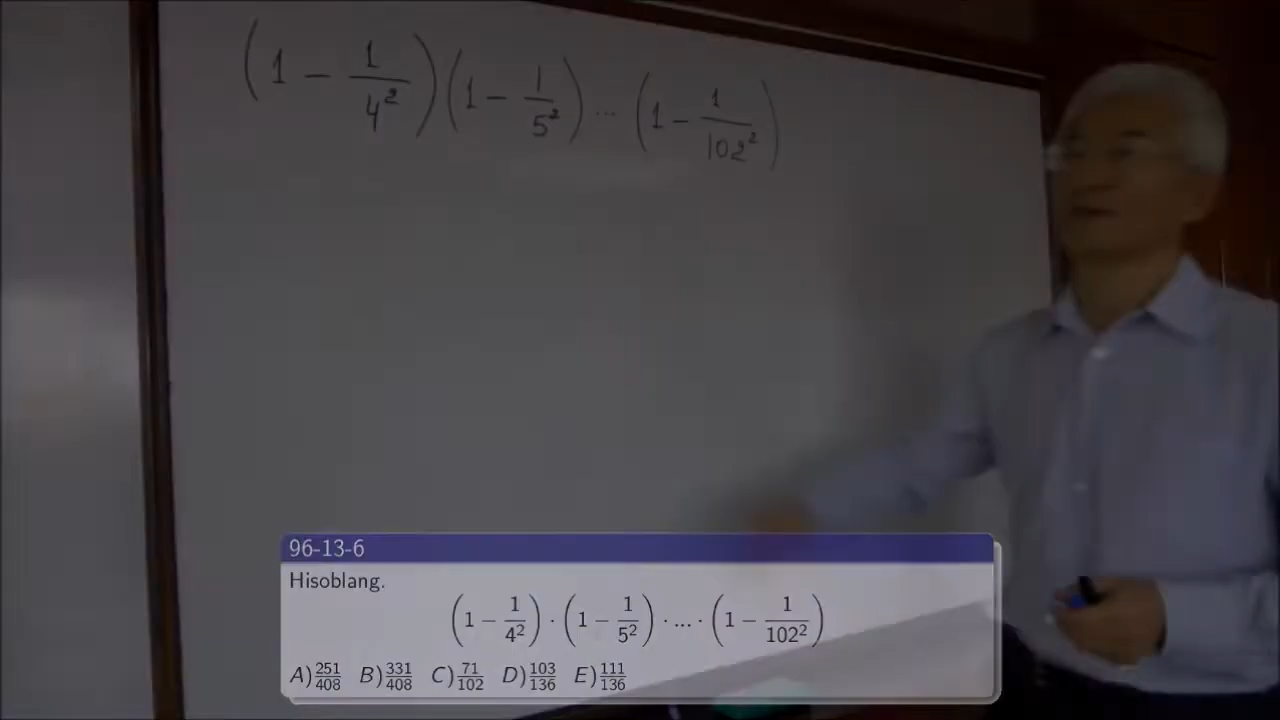 (1 - 1/4²)(1 - 1/5²) ... (1 - 1/102²)
96-13-6
Hisoblang.
(1 - 1/4²) · (1 - 1/5²) · ... · (1 - 1/102²)
A) 251/408 B) 331/408 C) 71/102 D) 103/136 E) 111/136